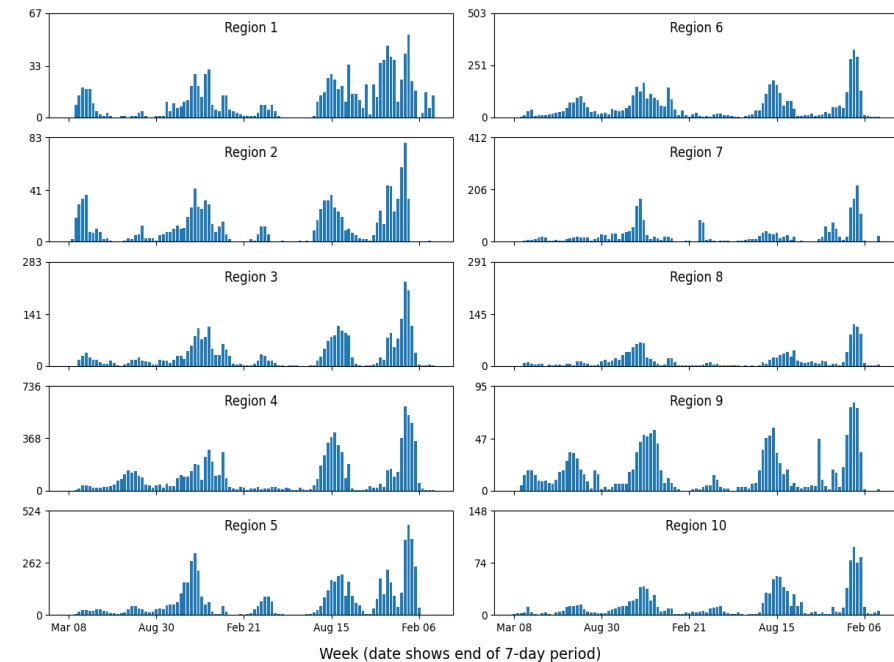 67
33
0
Region 1
503
251
0
Region 6
83
41
0
Region 2
412
206
0
Region 7
283
141
0
Region 3
291
145
0
Region 8
736
368
0
Region 4
95
47
0
Region 9
524
262
0
Region 5
148
74
0
Region 10
Mar 08 Aug 30 Feb 21 Aug 15 Feb 06
Mar 08 Aug 30 Feb 21 Aug 15 Feb 06
Week (date shows end of 7-day period)